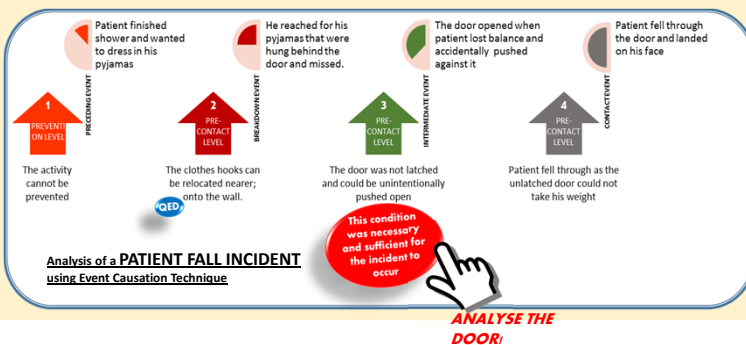 Patient finished
shower and wanted
to dress in his
pyjamas
PRECEDING EVENT
1
PREVENTI
ON LEVEL
The activity
cannot be
prevented
He reached for his
pyjamas that were
hung behind the
door and missed.
BREAKDOWN EVENT
2
PRE-
CONTACT
LEVEL
The clothes hooks can
be relocated nearer;
onto the wall.
QED
The door opened when
patient lost balance and
accidentally pushed
against it
INTERMEDIATE EVENT
3
PRE-
CONTACT
LEVEL
The door was not latched
and could be unintentionally
pushed open
Patient fell through
the door and landed
on his face
CONTACT EVENT
4
PRE-
CONTACT
LEVEL
Patient fell through as the
unlatched door could not
take his weight
This condition
was necessary
and sufficient for
the incident to
occur
Analysis of a PATIENT FALL INCIDENT
using Event Causation Technique
ANALYSE THE
DOOR!